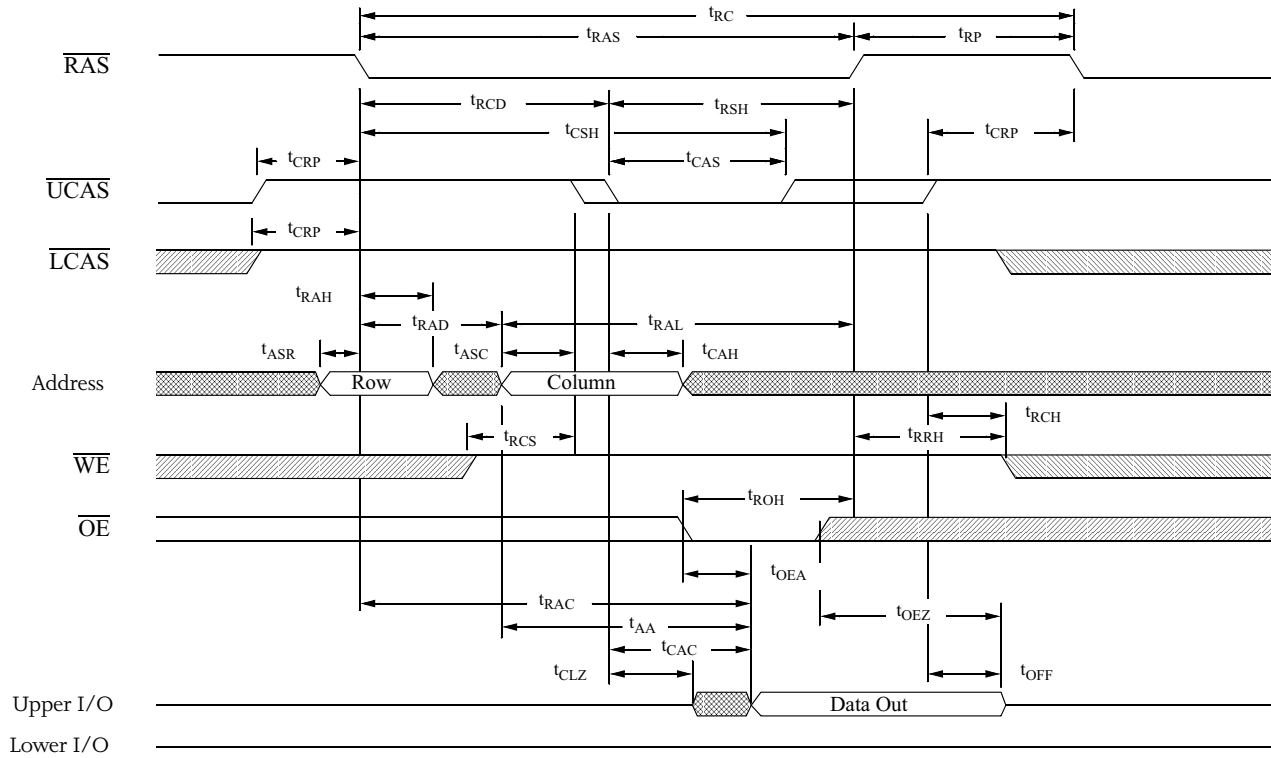 tRC
tRAS
tRP
RAS
tRCD
tRSH
tCSH
tCRP
tCRP
tCAS
UCAS
tCRP
LCAS
tRAH
tRAD
tRAL
tASR
tASC
tCAH
Address
Row
Column
tRCH
tRCS
tRRH
WE
tROH
OE
tOEA
tRAC
tOEZ
tAA
tCAC
tCLZ
tOFF
Upper I/O
Data Out
Lower I/O